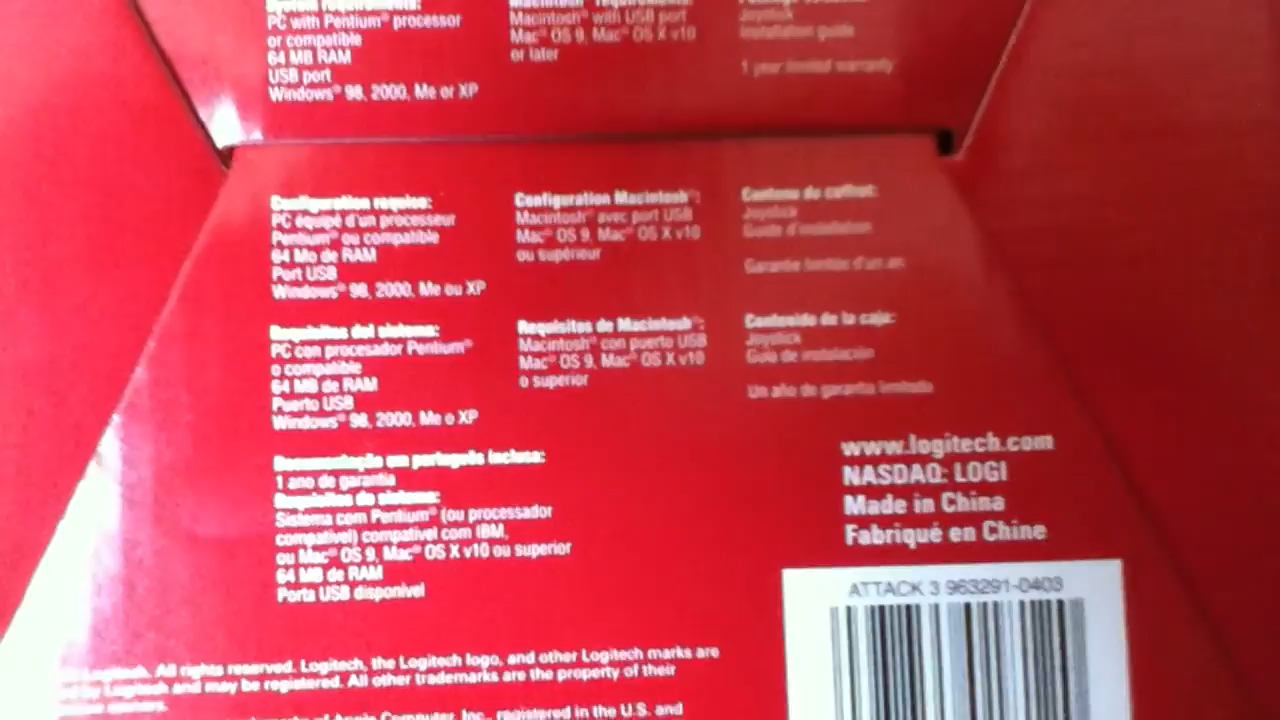 PC with Pentium® processor
or compatible
64 MB RAM
USB port
Windows® 98, 2000, Me or XP
Macintosh® with USB port
Mac® OS 9, Mac® OS X v10
or later
Joystick
Installation guide
1 year limited warranty
Configuration requise:
PC équipé d'un processeur
Pentium® ou compatible
64 Mo de RAM
Port USB
Windows® 98, 2000, Me ou XP
Configuration Macintosh®:
Macintosh® avec port USB
Mac® OS 9, Mac® OS X v10
ou supérieur
Contenu du coffret:
Joystick
Guide d'installation
Garantie limitée d'un an
Requisitos del sistema:
PC con procesador Pentium®
o compatible
64 MB de RAM
Puerto USB
Windows® 98, 2000, Me o XP
Requisitos de Macintosh®:
Macintosh® con puerto USB
Mac® OS 9, Mac® OS X v10
o superior
Contenido de la caja:
Joystick
Guía de instalación
Un año de garantía limitada
Documentação em português inclusa:
1 ano de garantia
Requisitos do sistema:
Sistema com Pentium® (ou processador
compatível) compatível com IBM,
ou Mac® OS 9, Mac® OS X v10 ou superior
64 MB de RAM
Porta USB disponível
www.logitech.com
NASDAQ: LOGI
Made in China
Fabriqué en Chine
ATTACK 3 963291-0403
Logitech. All rights reserved. Logitech, the Logitech logo, and other Logitech marks are
by Logitech and may be registered. All other trademarks are the property of their
owners.
of Apple Computer, Inc., registered in the U.S. and